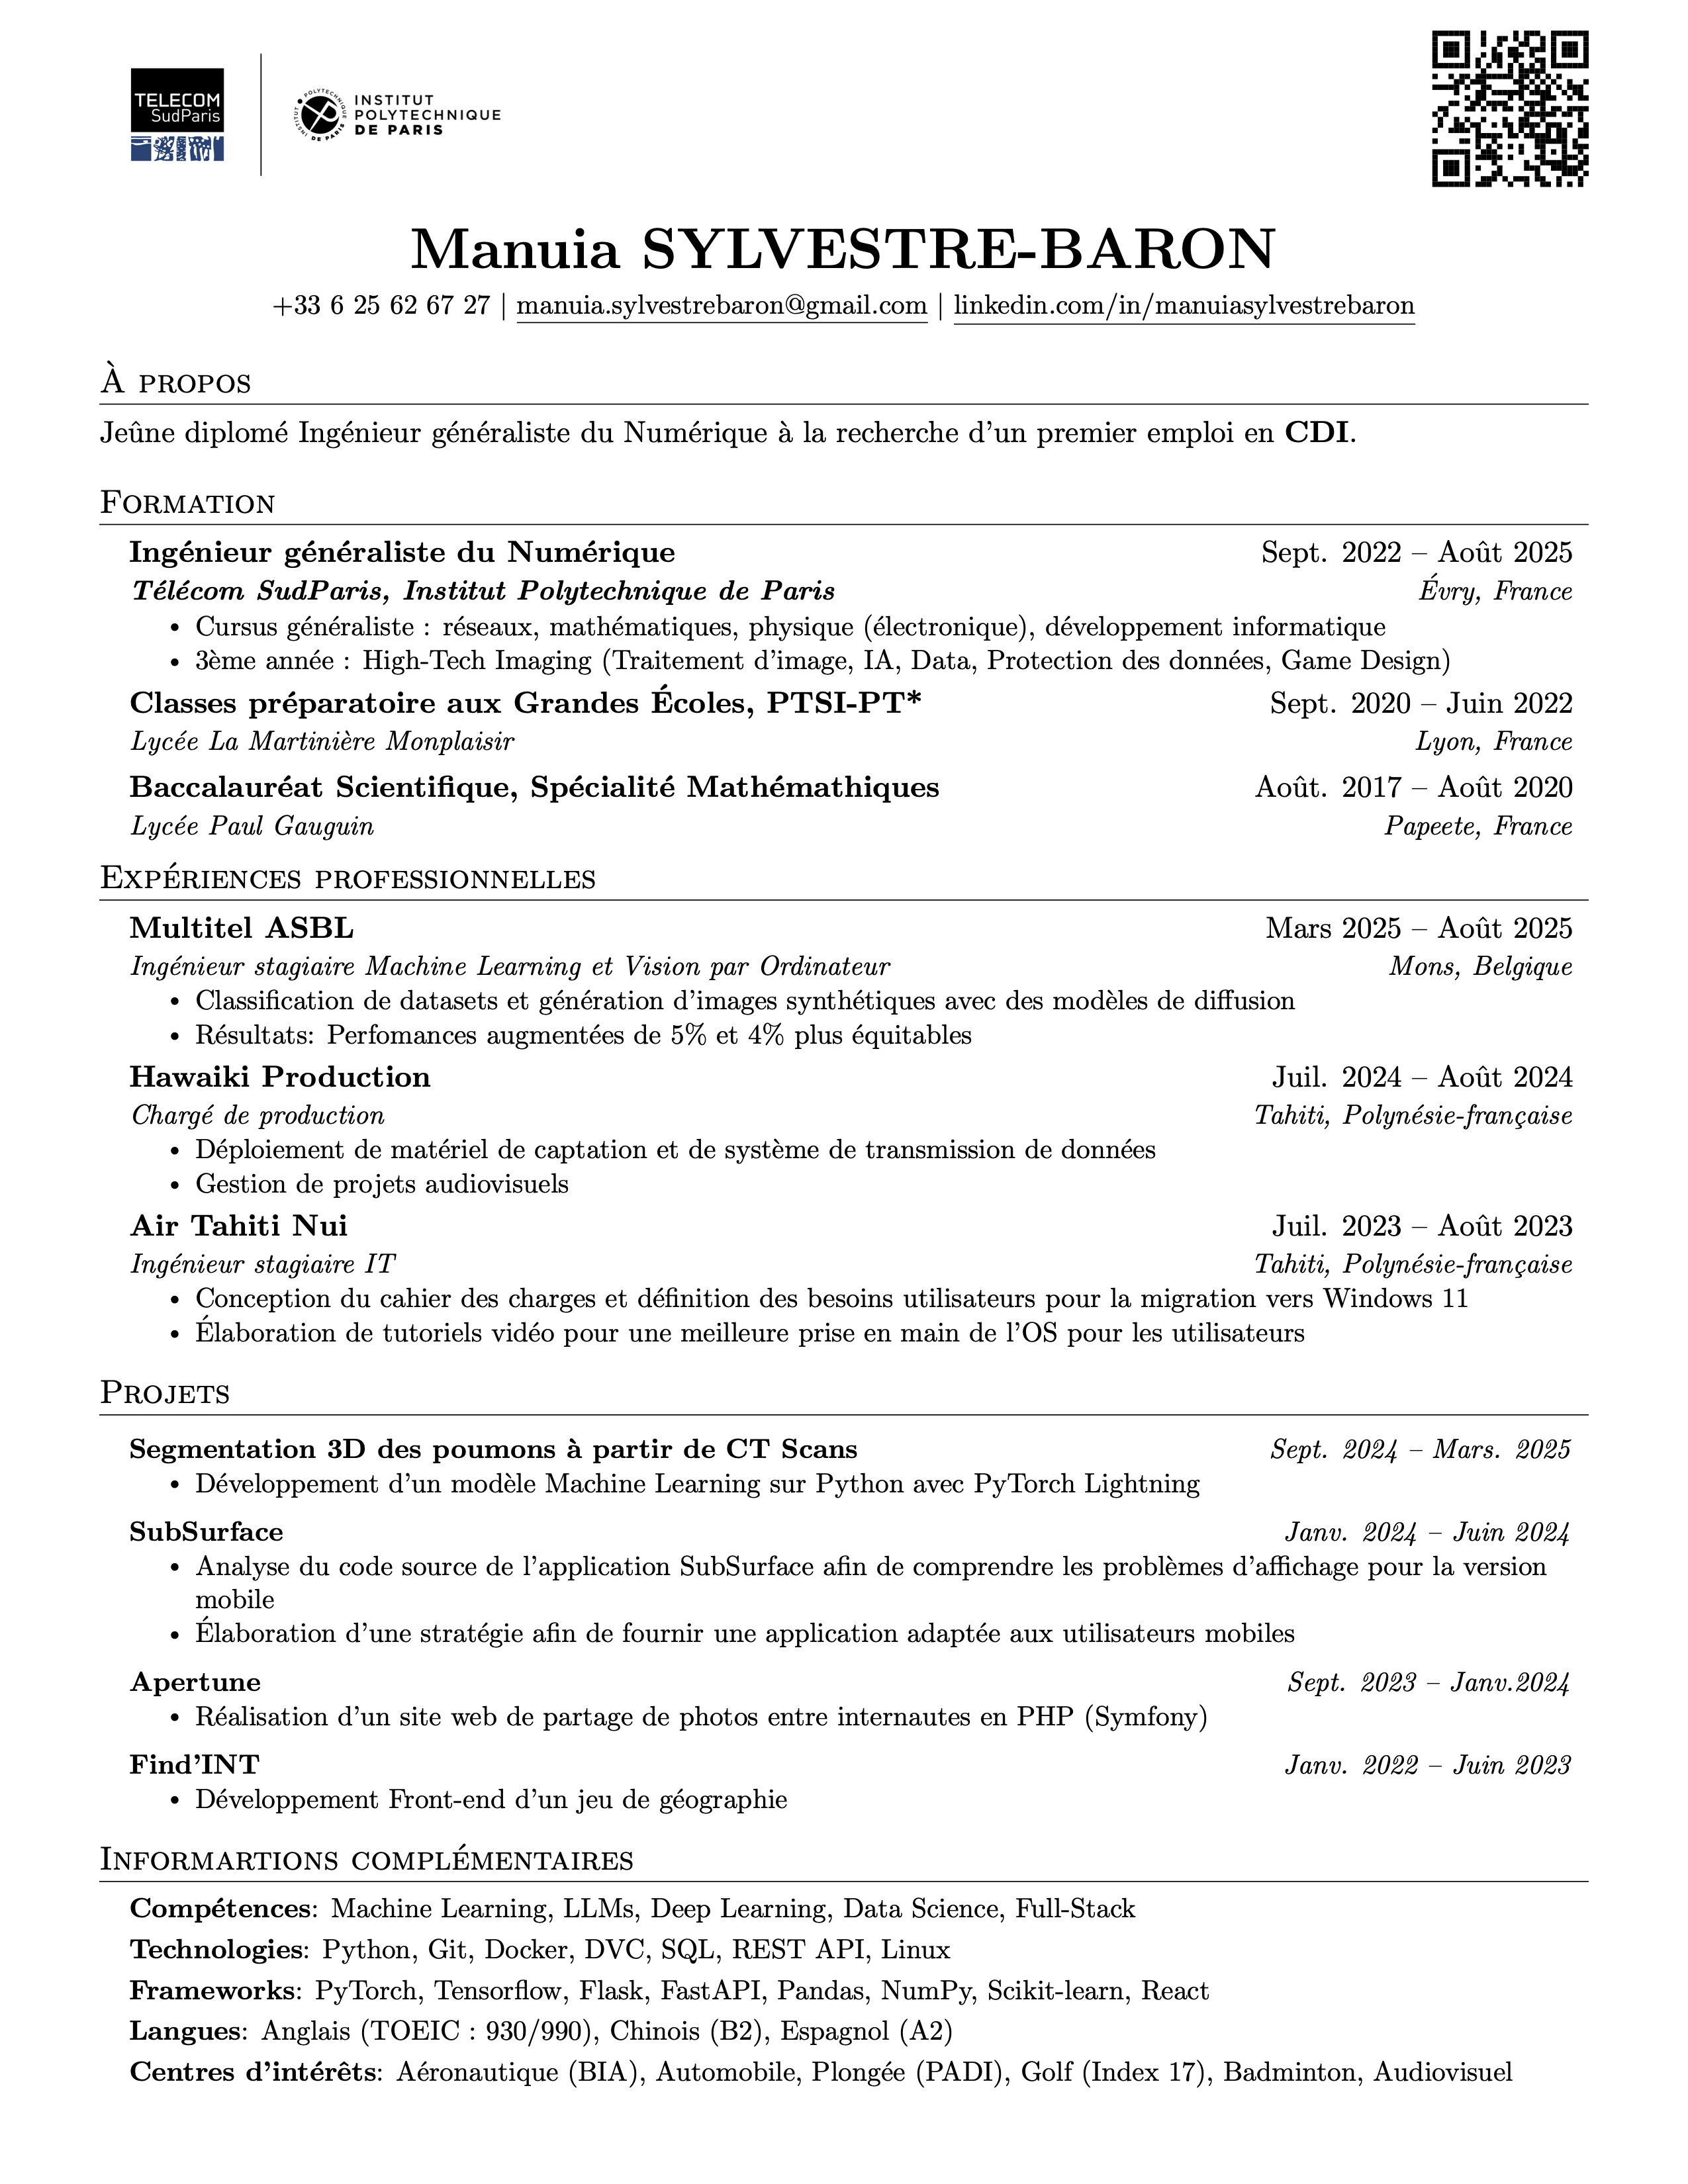 TELECOM
SudParis
INSTITUT
POLYTECHNIQUE
DE PARIS
Manuia SYLVESTRE-BARON
+33 6 25 62 67 27 | manuia.sylvestrebaron@gmail.com | linkedin.com/in/manuiasylvestrebaron
À PROPOS
Jeûne diplomé Ingénieur généraliste du Numérique à la recherche d'un premier emploi en CDI.
FORMATION
Ingénieur généraliste du Numérique Sept. 2022 – Août 2025
Télécom SudParis, Institut Polytechnique de Paris Évry, France
• Cursus généraliste : réseaux, mathématiques, physique (électronique), développement informatique
• 3ème année : High-Tech Imaging (Traitement d'image, IA, Data, Protection des données, Game Design)
Classes préparatoire aux Grandes Écoles, PTSI-PT* Sept. 2020 – Juin 2022
Lycée La Martinière Monplaisir Lyon, France
Baccalauréat Scientifique, Spécialité Mathémathiques Août. 2017 – Août 2020
Lycée Paul Gauguin Papeete, France
EXPÉRIENCES PROFESSIONNELLES
Multitel ASBL Mars 2025 – Août 2025
Ingénieur stagiaire Machine Learning et Vision par Ordinateur Mons, Belgique
• Classification de datasets et génération d'images synthétiques avec des modèles de diffusion
• Résultats: Perfomances augmentées de 5% et 4% plus équitables
Hawaiki Production Juil. 2024 – Août 2024
Chargé de production Tahiti, Polynésie-française
• Déploiement de matériel de captation et de système de transmission de données
• Gestion de projets audiovisuels
Air Tahiti Nui Juil. 2023 – Août 2023
Ingénieur stagiaire IT Tahiti, Polynésie-française
• Conception du cahier des charges et définition des besoins utilisateurs pour la migration vers Windows 11
• Élaboration de tutoriels vidéo pour une meilleure prise en main de l'OS pour les utilisateurs
PROJETS
Segmentation 3D des poumons à partir de CT Scans Sept. 2024 – Mars. 2025
• Développement d'un modèle Machine Learning sur Python avec PyTorch Lightning
SubSurface Janv. 2024 – Juin 2024
• Analyse du code source de l'application SubSurface afin de comprendre les problèmes d'affichage pour la version
mobile
• Élaboration d'une stratégie afin de fournir une application adaptée aux utilisateurs mobiles
Apertune Sept. 2023 – Janv.2024
• Réalisation d'un site web de partage de photos entre internautes en PHP (Symfony)
Find'INT Janv. 2022 – Juin 2023
• Développement Front-end d'un jeu de géographie
INFORMARTIONS COMPLÉMENTAIRES
Compétences: Machine Learning, LLMs, Deep Learning, Data Science, Full-Stack
Technologies: Python, Git, Docker, DVC, SQL, REST API, Linux
Frameworks: PyTorch, Tensorflow, Flask, FastAPI, Pandas, NumPy, Scikit-learn, React
Langues: Anglais (TOEIC : 930/990), Chinois (B2), Espagnol (A2)
Centres d'intérêts: Aéronautique (BIA), Automobile, Plongée (PADI), Golf (Index 17), Badminton, Audiovisuel